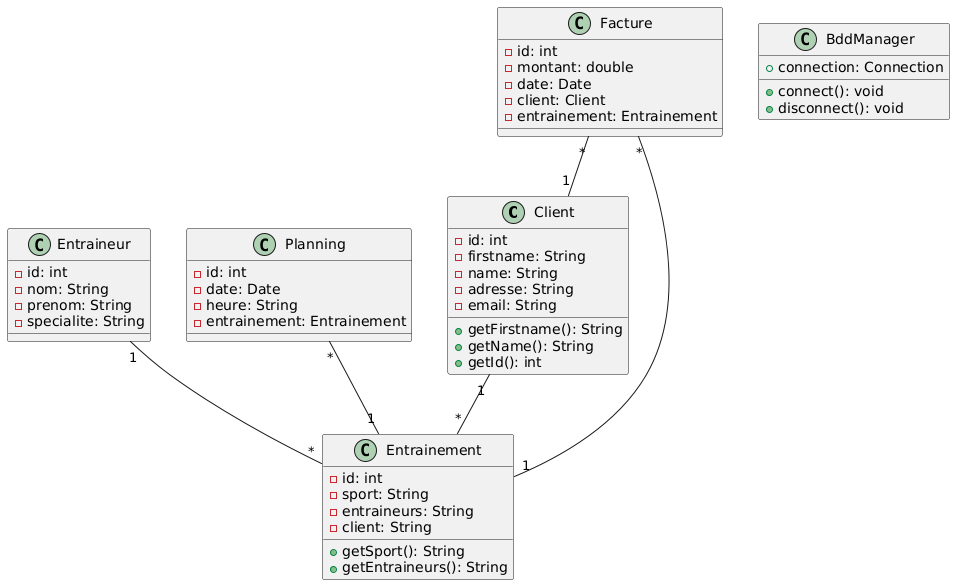 C Facture
id: int
montant: double
date: Date
client: Client
entrainement: Entrainement
C BddManager
connection: Connection
connect(): void
disconnect(): void
*
*
1
C Client
id: int
firstname: String
name: String
adresse: String
email: String
getFirstname(): String
getName(): String
getId(): int
C Entraineur
id: int
nom: String
prenom: String
specialite: String
C Planning
id: int
date: Date
heure: String
entrainement: Entrainement
1
*
1
1
*
*
1
C Entrainement
id: int
sport: String
entraineurs: String
client: String
getSport(): String
getEntraineurs(): String